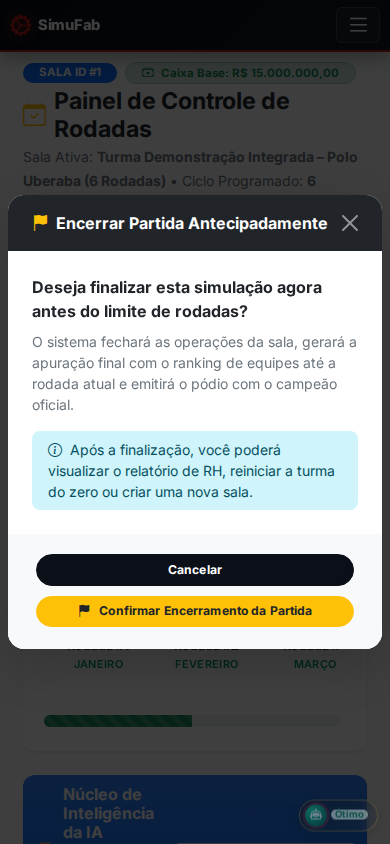 SimuFab
SALA ID #1
Caixa Base: R$ 15.000.000,00
Painel de Controle de
Rodadas
Sala Ativa: Turma Demonstração Integrada – Polo
Uberaba (6 Rodadas) • Ciclo Programado: 6
Encerrar Partida Antecipadamente
Deseja finalizar esta simulação agora
antes do limite de rodadas?
O sistema fechará as operações da sala, gerará a
apuração final com o ranking de equipes até a
rodada atual e emitirá o pódio com o campeão
oficial.
Após a finalização, você poderá
visualizar o relatório de RH, reiniciar a turma
do zero ou criar uma nova sala.
Cancelar
Confirmar Encerramento da Partida
JANEIRO
FEVEREIRO
MARÇO
Núcleo de
Inteligência
da IA
Ótimo